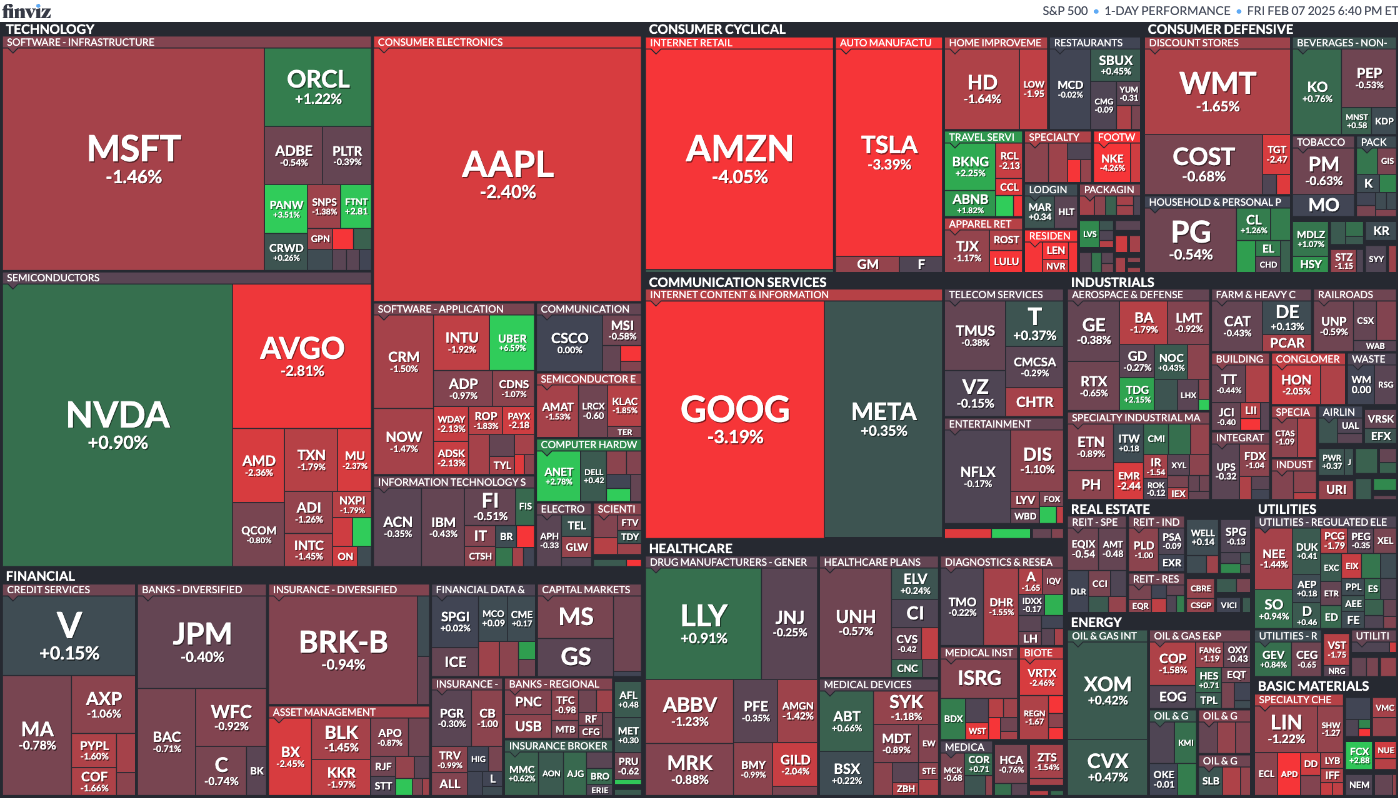 finviz
S&P 500 • 1-DAY PERFORMANCE • FRI FEB 07 2025 6:40 PM ET
TECHNOLOGY
SOFTWARE - INFRASTRUCTURE
MSFT
-1.46%
ORCL
+1.22%
ADBE
-0.54%
PLTR
-0.39%
PANW
+3.51%
SNPS
-1.38%
FTNT
+2.81
CRWD
+0.26%
GPN
CONSUMER ELECTRONICS
AAPL
-2.40%
SEMICONDUCTORS
NVDA
+0.90%
AVGO
-2.81%
AMD
-2.36%
TXN
-1.79%
MU
-2.37%
QCOM
-0.80%
ADI
-1.26%
NXPI
-1.79%
INTC
-1.45%
ON
SOFTWARE - APPLICATION
CRM
-1.50%
INTU
-1.92%
UBER
+6.59%
ADP
-0.97%
CDNS
-1.07%
NOW
-1.47%
WDAY
-2.13%
ROP
-1.83%
PAYX
-2.18
ADSK
-2.13%
TYL
COMMUNICATION
CSCO
0.00%
MSI
-0.58%
SEMICONDUCTOR E
AMAT
-1.53%
LRCX
-0.60
KLAC
-1.85%
TER
COMPUTER HARDW
ANET
+2.78%
DELL
+0.42
INFORMATION TECHNOLOGY S
ACN
-0.35%
IBM
-0.43%
FI
-0.51%
FIS
IT
BR
CTSH
ELECTRO
APH
-0.33
TEL
GLW
SCIENTI
FTV
TDY
CONSUMER CYCLICAL
INTERNET RETAIL
AMZN
-4.05%
AUTO MANUFACTU
TSLA
-3.39%
GM
F
HOME IMPROVEME
HD
-1.64%
LOW
-1.95
RESTAURANTS
MCD
-0.02%
SBUX
+0.45%
CMG
-0.09
YUM
-0.31
TRAVEL SERVI
BKNG
+2.25%
RCL
-2.13
CCL
ABNB
+1.82%
SPECIALTY
FOOTW
NKE
-4.26%
LODGIN
MAR
+0.34
HLT
PACKAGIN
APPAREL RET
TJX
-1.17%
ROST
LULU
RESIDEN
LEN
NVR
LVS
CONSUMER DEFENSIVE
DISCOUNT STORES
WMT
-1.65%
COST
-0.68%
TGT
-2.47
BEVERAGES - NON-
KO
+0.76%
PEP
-0.53%
MNST
+0.58
KDP
TOBACCO
PM
-0.63%
MO
PACK
GIS
K
HOUSEHOLD & PERSONAL P
PG
-0.54%
CL
+1.26%
EL
CHD
MDLZ
+1.07%
HSY
STZ
-1.15
KR
SYY
COMMUNICATION SERVICES
INTERNET CONTENT & INFORMATION
GOOG
-3.19%
META
+0.35%
TELECOM SERVICES
TMUS
-0.38%
T
+0.37%
VZ
-0.15%
CMCSA
-0.29%
CHTR
ENTERTAINMENT
NFLX
-0.17%
DIS
-1.10%
LYV
FOX
WBD
INDUSTRIALS
AEROSPACE & DEFENSE
GE
-0.38%
BA
-1.79%
LMT
-0.92%
RTX
-0.65%
GD
-0.27%
NOC
+0.43%
TDG
+2.15%
LHX
FARM & HEAVY C
CAT
-0.43%
DE
+0.13%
PCAR
RAILROADS
UNP
-0.59%
CSX
WAB
SPECIALTY INDUSTRIAL MA
ETN
-0.89%
ITW
+0.18
CMI
PH
EMR
-2.44
IR
-1.54
XYL
ROK
-0.12
IEX
BUILDING
TT
-0.44%
JCI
-0.40
LII
CONGLOMER
HON
-2.05%
WASTE
WM
0.00
RSG
INTEGRAT
UPS
-0.32
FDX
-1.04
SPECIA
CTAS
-1.09
INDUST
AIRLIN
UAL
VRSK
EFX
PWR
+0.37
J
URI
FINANCIAL
CREDIT SERVICES
V
+0.15%
MA
-0.78%
AXP
-1.06%
PYPL
-1.60%
COF
-1.66%
BANKS - DIVERSIFIED
JPM
-0.40%
BAC
-0.71%
WFC
-0.92%
C
-0.74%
BK
INSURANCE - DIVERSIFIED
BRK-B
-0.94%
ASSET MANAGEMENT
BX
-2.45%
BLK
-1.45%
KKR
-1.97%
APO
-0.87%
RJF
STT
FINANCIAL DATA &
SPGI
+0.02%
MCO
+0.09
CME
+0.17
ICE
CAPITAL MARKETS
MS
GS
INSURANCE -
PGR
-0.30%
CB
-1.00
TRV
-0.99%
HIG
ALL
L
BANKS - REGIONAL
PNC
TFC
-0.98
USB
MTB
RF
CFG
INSURANCE BROKER
MMC
+0.62%
AON
AJG
BRO
ERIE
AFL
+0.48
MET
+0.30
PRU
-0.62
HEALTHCARE
DRUG MANUFACTURERS - GENER
LLY
+0.91%
JNJ
-0.25%
ABBV
-1.23%
PFE
-0.35%
AMGN
-1.42%
MRK
-0.88%
BMY
-0.99%
GILD
-2.04%
HEALTHCARE PLANS
UNH
-0.57%
ELV
+0.24%
CI
CVS
-0.42
CNC
MEDICAL DEVICES
ABT
+0.66%
SYK
-1.18%
MDT
-0.89%
EW
BSX
+0.22%
STE
ZBH
DIAGNOSTICS & RESEA
TMO
-0.22%
DHR
-1.55%
A
-1.65
IQV
IDXX
-0.17
LH
MEDICAL INST
ISRG
BDX
WST
BIOTE
VRTX
-2.46%
REGN
-1.67
MEDICA
MCK
-0.68
COR
+0.71
HCA
-0.76%
ZTS
-1.54%
REAL ESTATE
REIT - SPE
EQIX
-0.54
AMT
-0.48
DLR
CCI
REIT - IND
PLD
-1.00
PSA
-0.09
EXR
WELL
+0.14
SPG
-0.13
REIT - RES
EQR
CBRE
CSGP
VICI
UTILITIES
UTILITIES - REGULATED ELE
NEE
-1.44%
DUK
+0.41
PCG
-1.79
PEG
-0.35
XEL
EXC
EIX
SO
+0.94%
AEP
+0.18
ETR
PPL
ES
AEE
D
+0.46
ED
FE
UTILITIES - R
GEV
+0.84%
CEG
-0.65
VST
-1.75
NRG
UTILITI
ENERGY
OIL & GAS INT
XOM
+0.42%
CVX
+0.47%
OIL & GAS E&P
COP
-1.58%
FANG
-1.19
OXY
-0.43
EOG
HES
+0.71
EQT
TPL
OIL & G
KMI
OKE
-0.01
OIL & G
OIL & G
SLB
BASIC MATERIALS
SPECIALTY CHE
LIN
-1.22%
SHW
-1.27
ECL
APD
DD
LYB
IFF
VMC
FCX
+2.88
NUE
NEM